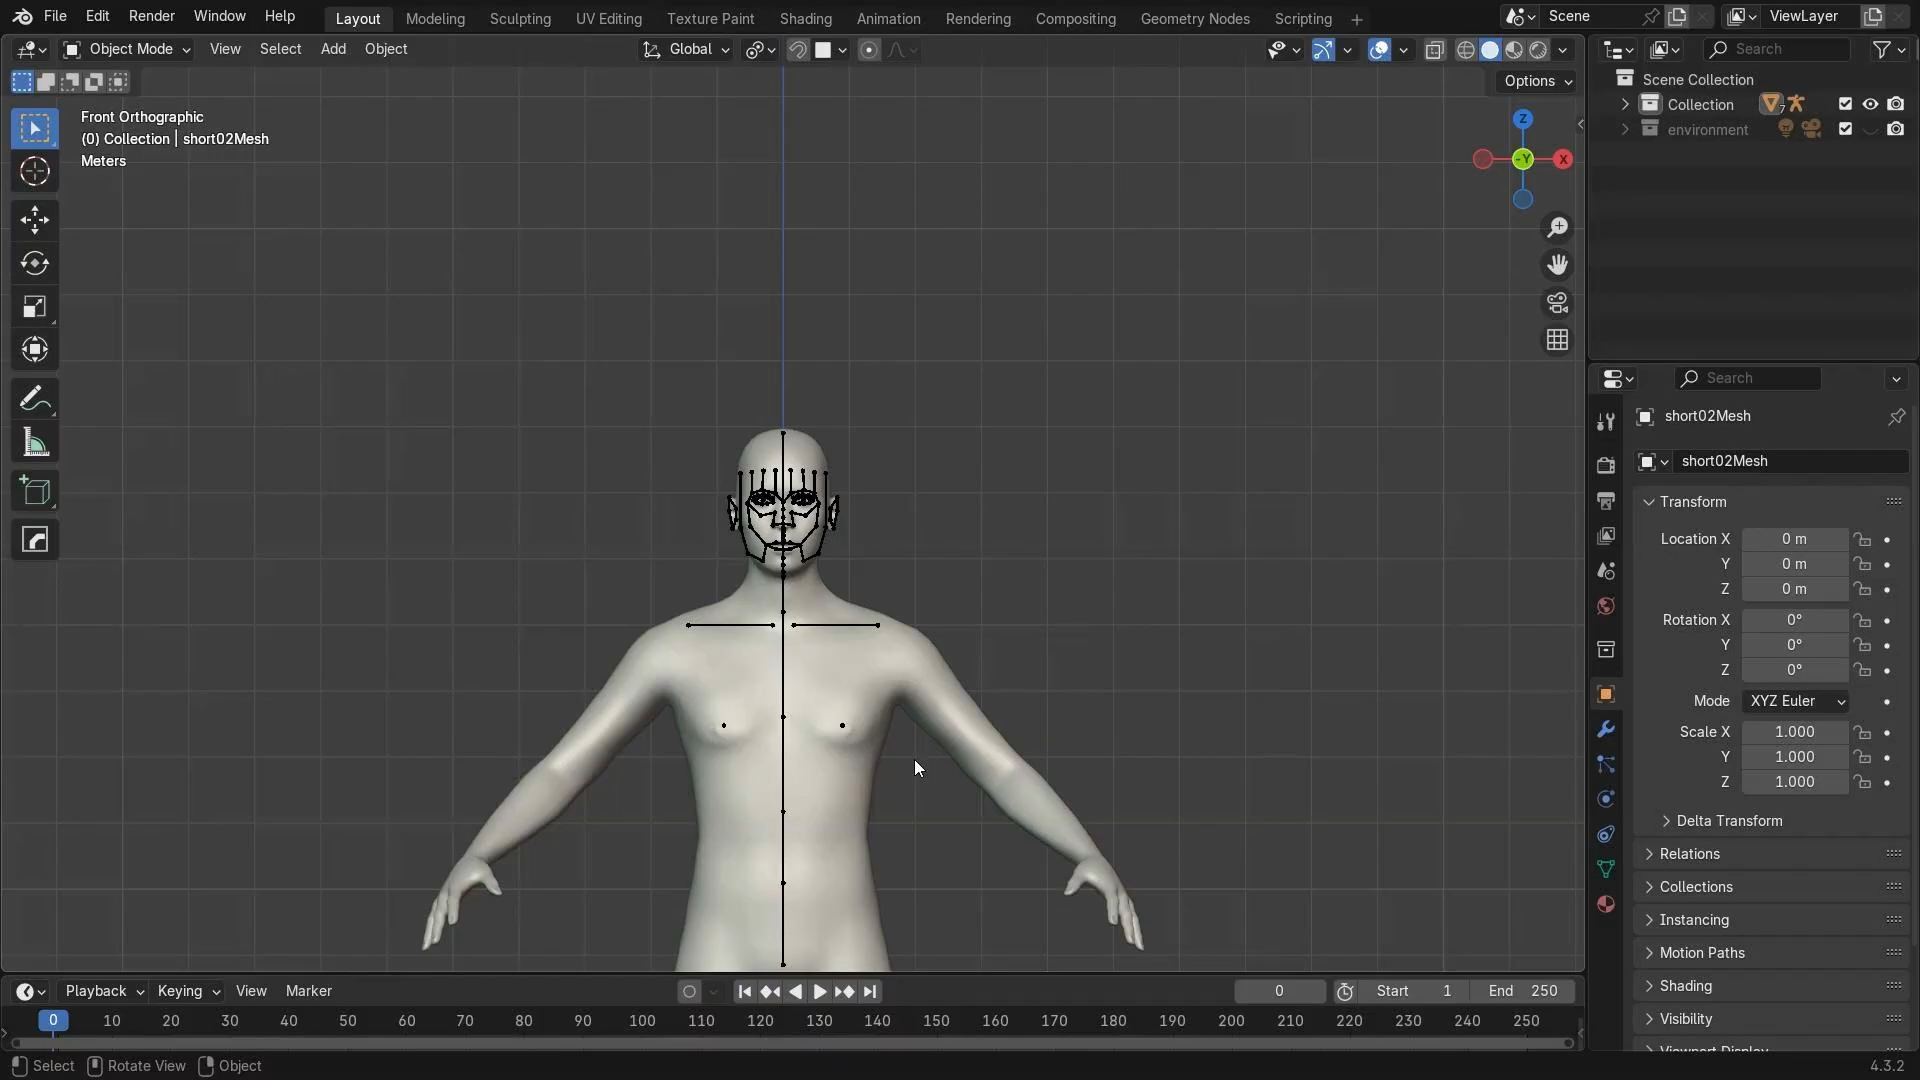 File Edit Render Window Help Layout Modeling Sculpting UV Editing Texture Paint Shading Animation Rendering Compositing Geometry Nodes Scripting + Scene ViewLayer
Object Mode View Select Add Object Global Search
Options
Front Orthographic
(0) Collection | short02Mesh
Meters
Z
-Y
X
Scene Collection
Collection 7
environment
Search
short02Mesh
short02Mesh
Transform
Location X 0 m
Y 0 m
Z 0 m
Rotation X 0°
Y 0°
Z 0°
Mode XYZ Euler
Scale X 1.000
Y 1.000
Z 1.000
Delta Transform
Relations
Collections
Instancing
Motion Paths
Shading
Visibility
Viewport Display
Playback Keying View Marker 0 Start 1 End 250
0 10 20 30 40 50 60 70 80 90 100 110 120 130 140 150 160 170 180 190 200 210 220 230 240 250
Select Rotate View Object 4.3.2